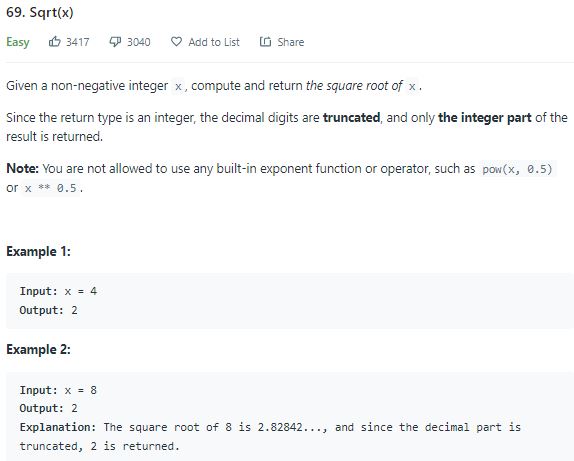 69. Sqrt(x)
Easy 3417 3040 Add to List Share
Given a non-negative integer x, compute and return the square root of x.
Since the return type is an integer, the decimal digits are truncated, and only the integer part of the
result is returned.
Note: You are not allowed to use any built-in exponent function or operator, such as pow(x, 0.5)
or x ** 0.5.
Example 1:
Input: x = 4
Output: 2
Example 2:
Input: x = 8
Output: 2
Explanation: The square root of 8 is 2.82842..., and since the decimal part is
truncated, 2 is returned.